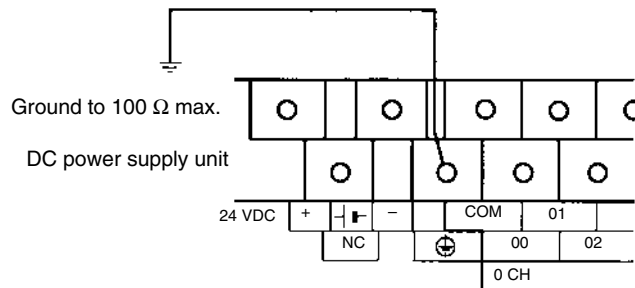 Ground to 100 Ω max.
DC power supply unit
24 VDC + − COM 01
NC 00 02
0 CH